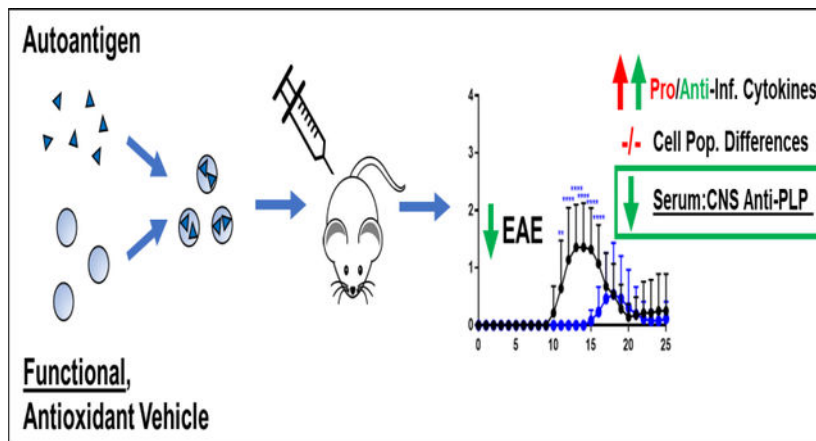 Autoantigen
Functional,
Antioxidant Vehicle
EAE
4
3
2
1
0
0 5 10 15 20 25
** **** **** **** **** ****
Pro/Anti-Inf. Cytokines
-/- Cell Pop. Differences
Serum:CNS Anti-PLP